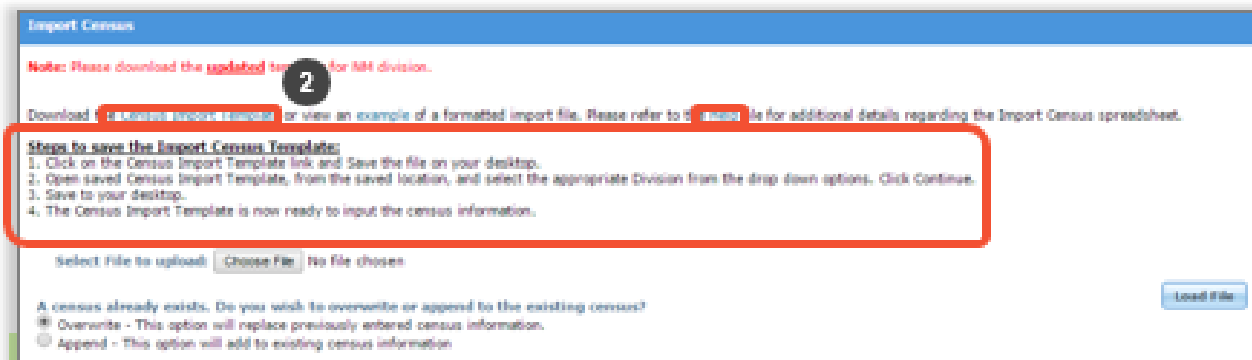 Import Census
Note: Please download the updated for NM division.
2
Download Census Import Template or view an example of a formatted import file. Please refer to for additional details regarding the Import Census spreadsheet.
Steps to save the Import Census Template:
1. Click on the Census Import Template link and Save the file on your desktop.
2. Open saved Census Import Template, from the saved location, and select the appropriate Division from the drop down options. Click Continue.
3. Save to your desktop.
4. The Census Import Template is now ready to input the census information.
Select File to upload: Choose File No file chosen
Load File
A census already exists. Do you wish to overwrite or append to the existing census?
Overwrite - This option will replace previously entered census information.
Append - This option will add to existing census information